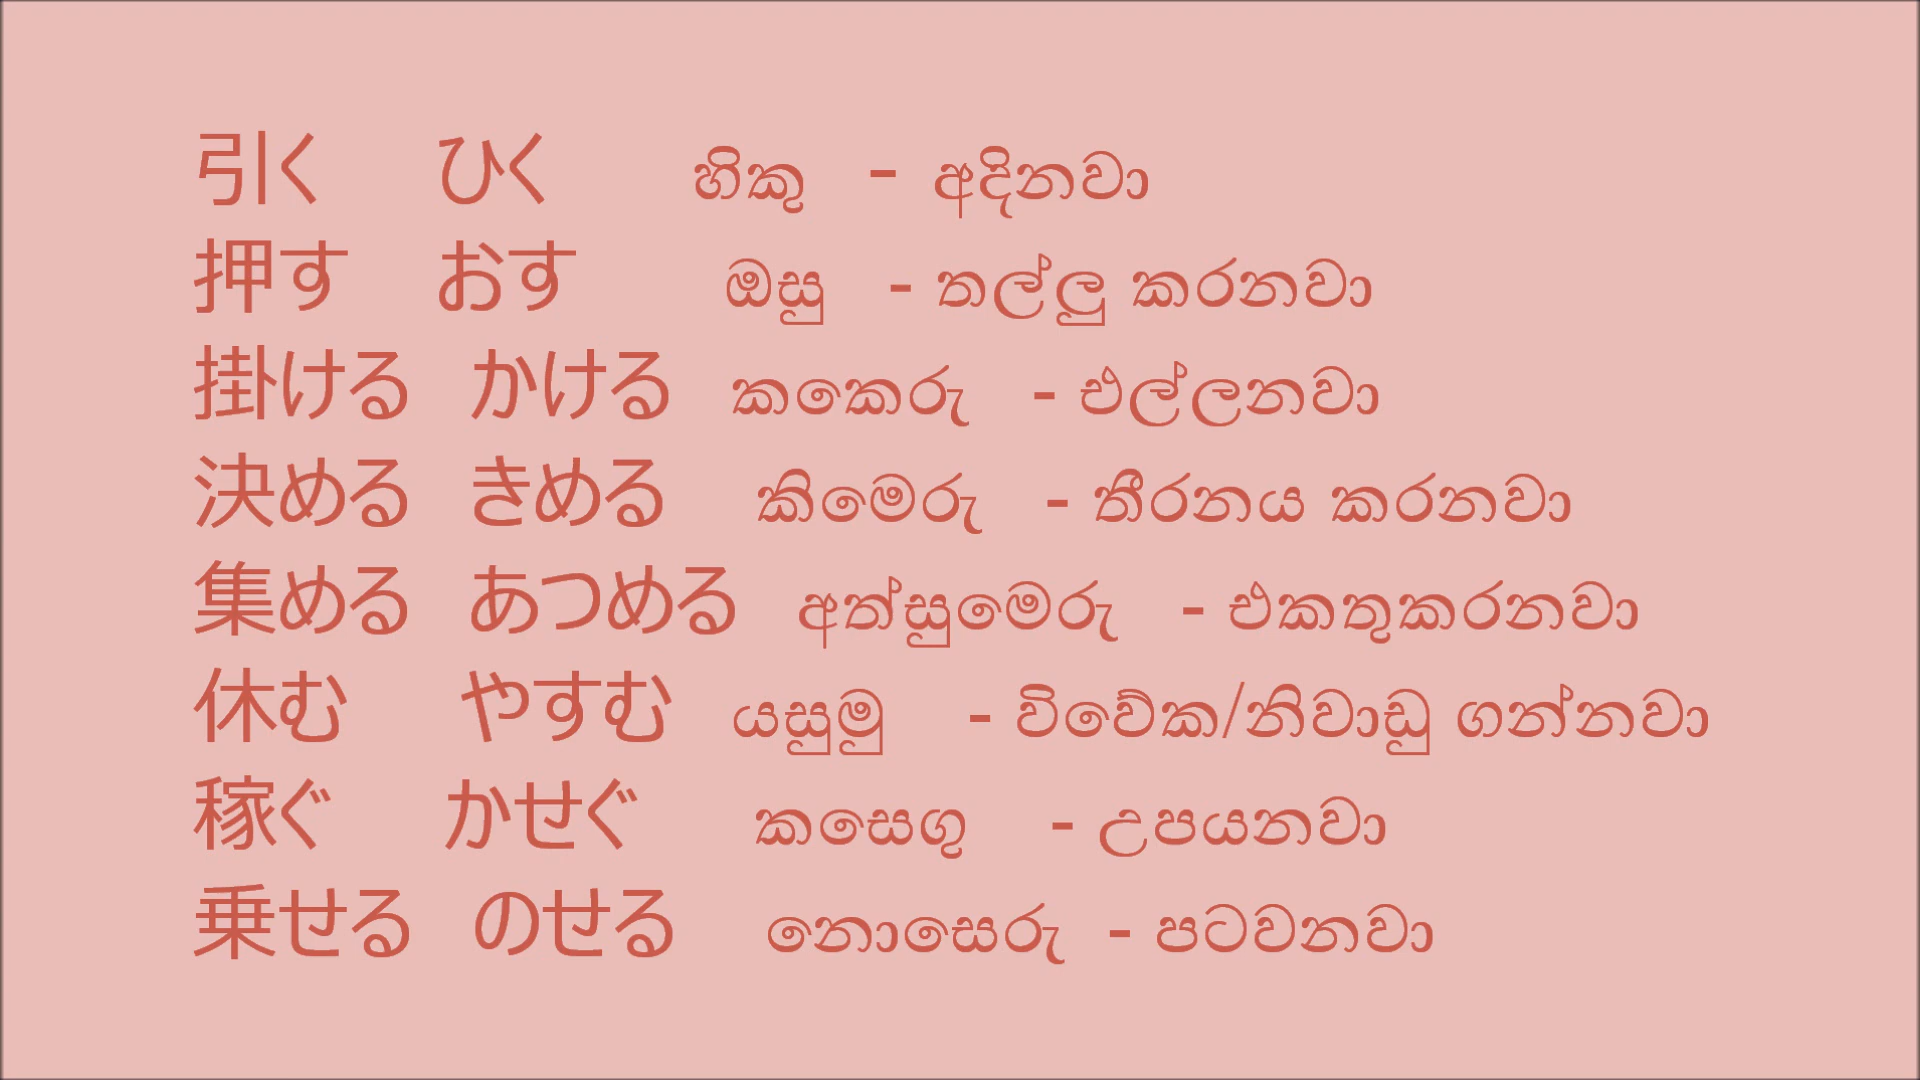 引く ひく හිකු - අදිනවා
押す おす ඔසු - තල්ලු කරනවා
掛ける かける කකෙරු - එල්ලනවා
決める きめる කිමෙරු - තීරනය කරනවා
集める あつめる අත්සුමෙරු - එකතුකරනවා
休む やすむ යසුමු - විවේක/නිවාඩු ගන්නවා
稼ぐ かせぐ කසෙගු - උපයනවා
乗せる のせる නොසෙරු - පටවනවා